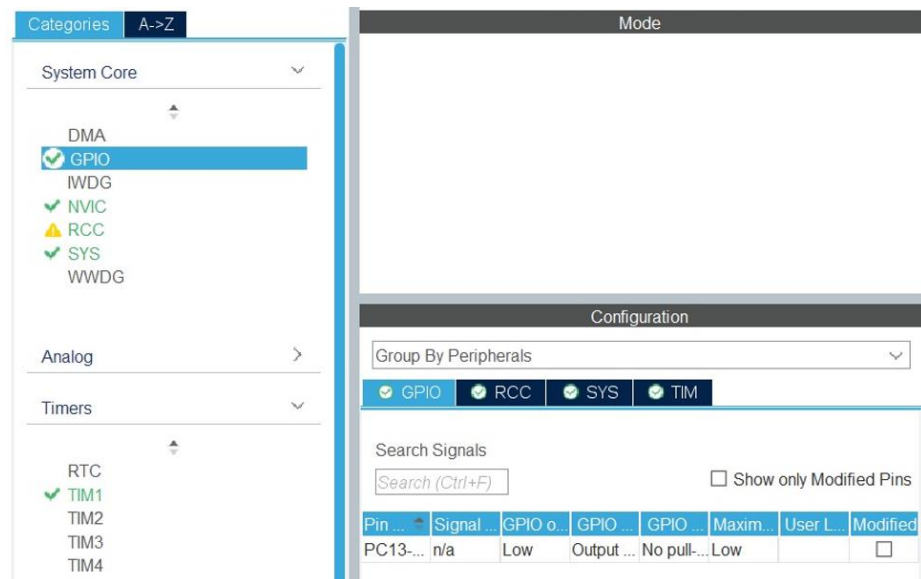 Categories A->Z
System Core
DMA
GPIO
IWDG
NVIC
RCC
SYS
WWDG
Analog
Timers
RTC
TIM1
TIM2
TIM3
TIM4
Mode
Configuration
Group By Peripherals
GPIO RCC SYS TIM
Search Signals
Search (Ctrl+F) Show only Modified Pins
Pin ... Signal ... GPIO o... GPIO ... GPIO ... Maxim... User L... Modified
PC13-... n/a Low Output ... No pull-... Low